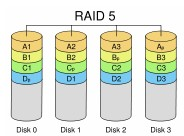 RAID 5
A1 A2 A3 Ap
B1 B2 Bp B3
C1 Cp C2 C3
Dp D1 D2 D3
Disk 0 Disk 1 Disk 2 Disk 3